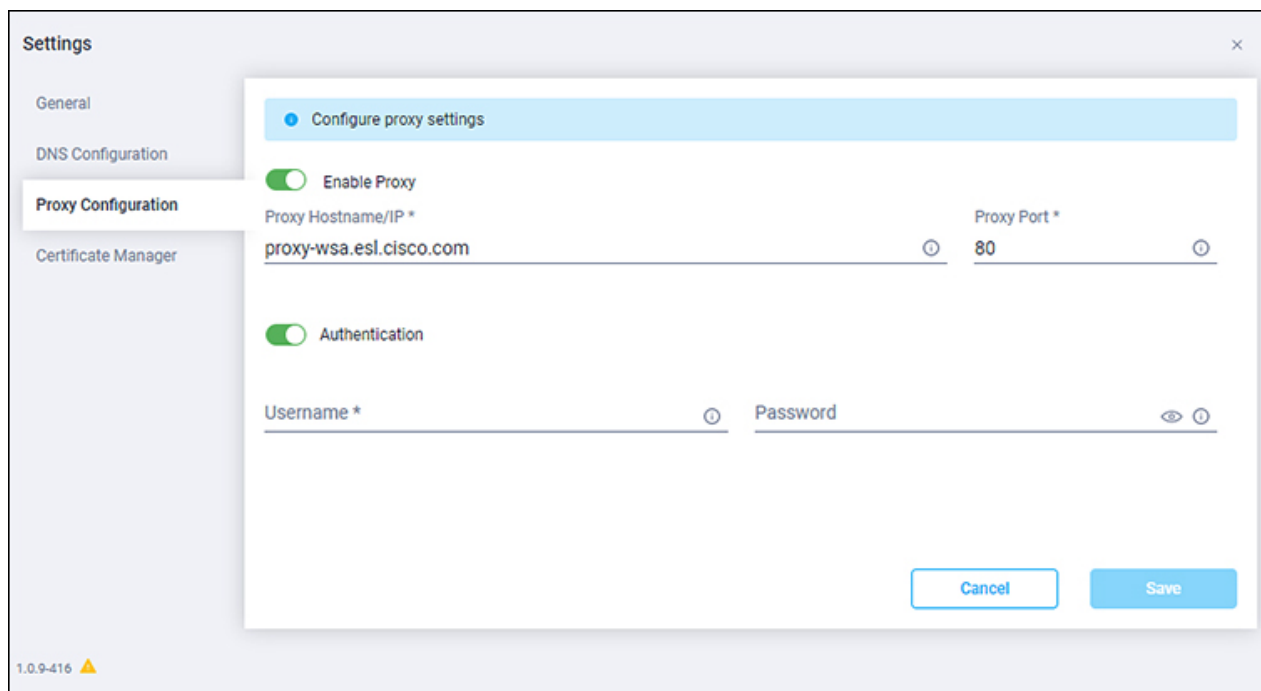 Settings
General
DNS Configuration
Proxy Configuration
Certificate Manager
Configure proxy settings
Enable Proxy
Proxy Hostname/IP * Proxy Port *
proxy-wsa.esl.cisco.com 80
Authentication
Username * Password
Cancel Save
1.0.9-416